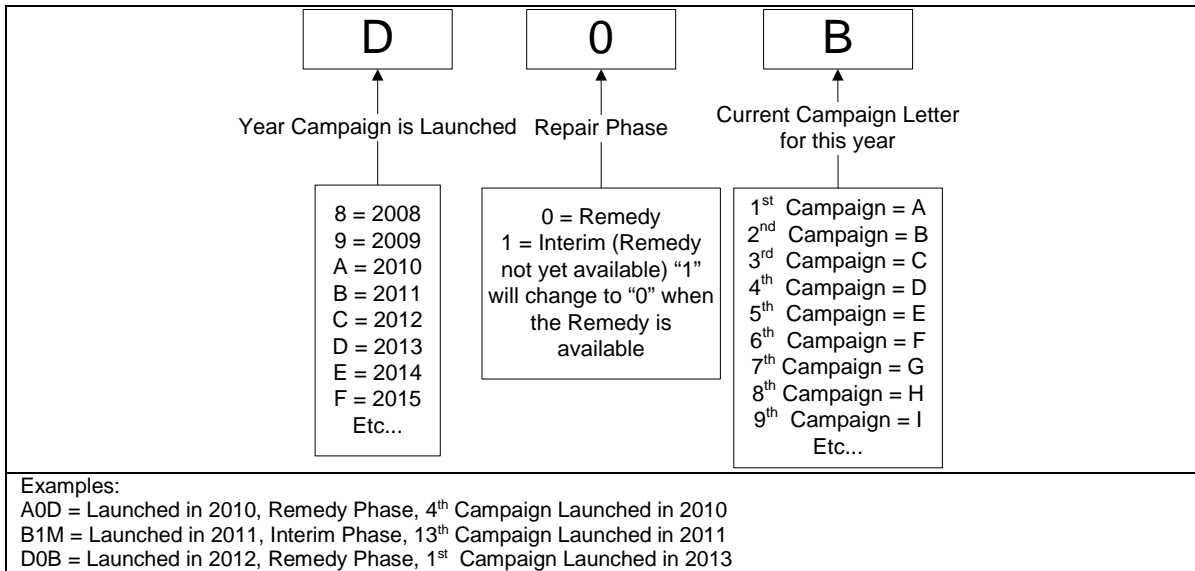 D
0
B
Year Campaign is Launched
Repair Phase
Current Campaign Letter
for this year
8 = 2008
9 = 2009
A = 2010
B = 2011
C = 2012
D = 2013
E = 2014
F = 2015
Etc...
0 = Remedy
1 = Interim (Remedy
not yet available) “1”
will change to “0” when
the Remedy is
available
1st Campaign = A
2nd Campaign = B
3rd Campaign = C
4th Campaign = D
5th Campaign = E
6th Campaign = F
7th Campaign = G
8th Campaign = H
9th Campaign = I
Etc...
Examples:
A0D = Launched in 2010, Remedy Phase, 4th Campaign Launched in 2010
B1M = Launched in 2011, Interim Phase, 13th Campaign Launched in 2011
D0B = Launched in 2012, Remedy Phase, 1st Campaign Launched in 2013